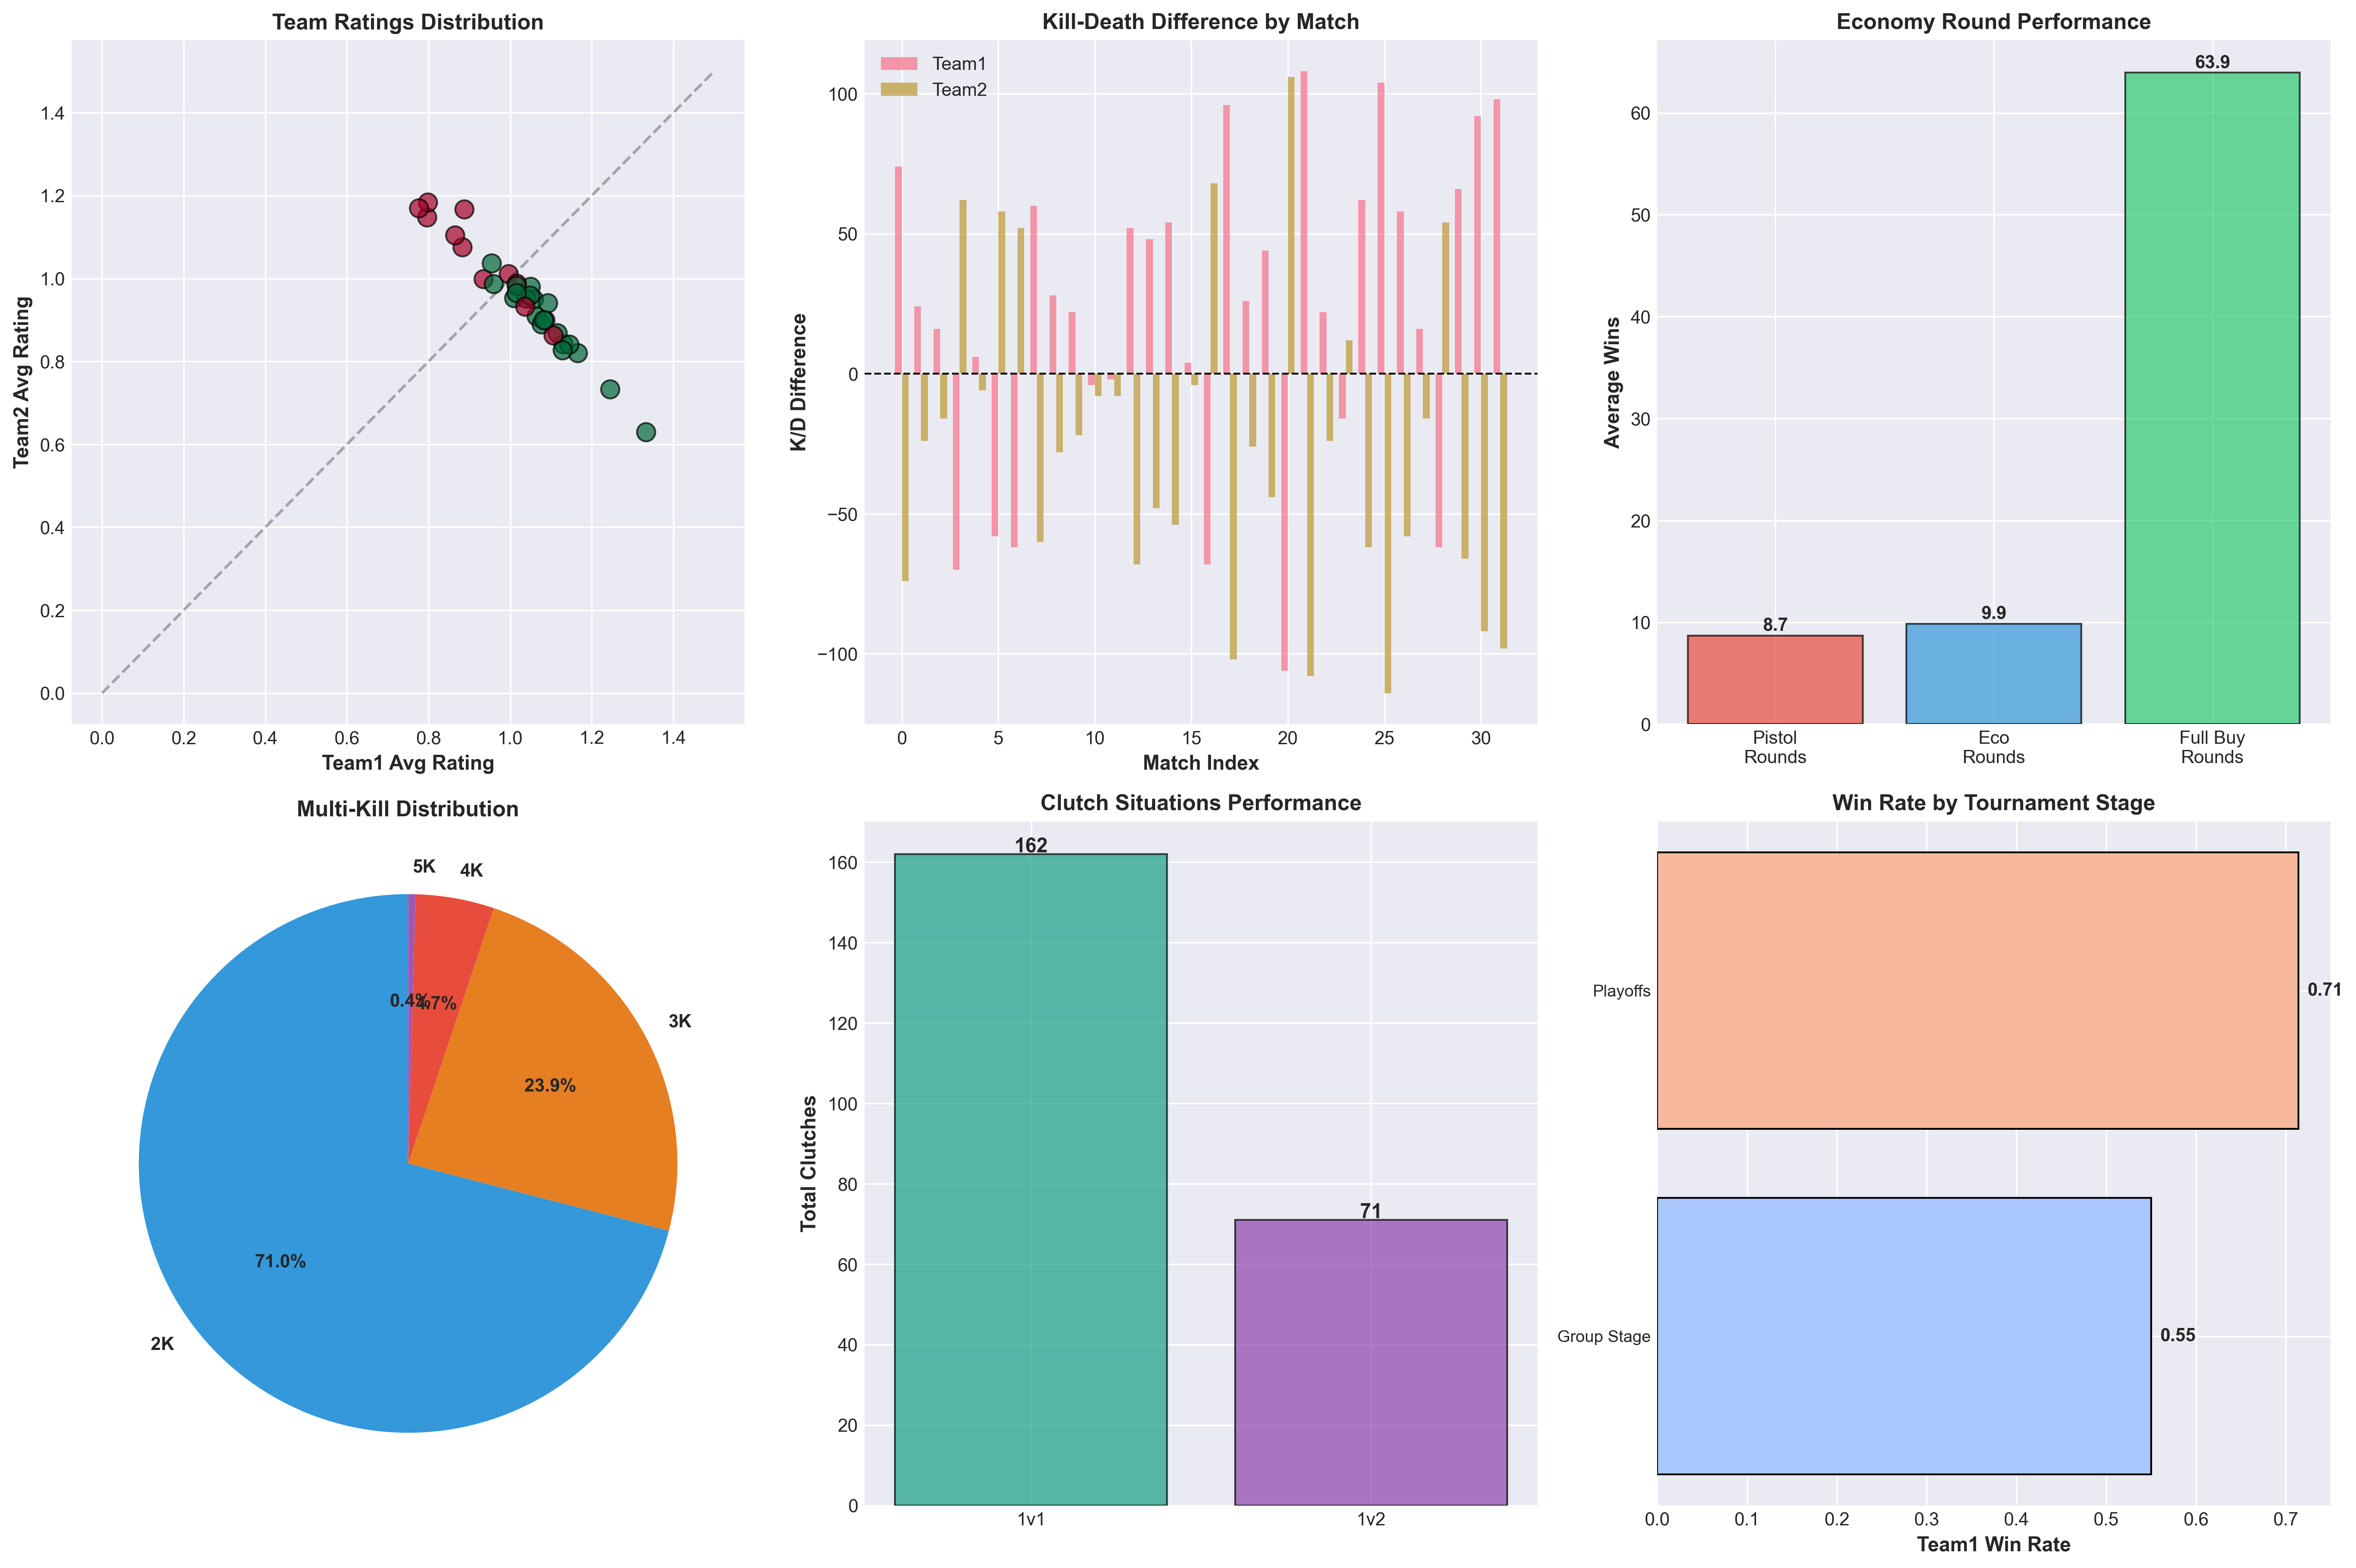 Team Ratings Distribution
Team2 Avg Rating
1.4
1.2
1.0
0.8
0.6
0.4
0.2
0.0
0.0 0.2 0.4 0.6 0.8 1.0 1.2 1.4
Team1 Avg Rating
Kill-Death Difference by Match
Team1
Team2
K/D Difference
100
50
0
−50
−100
0 5 10 15 20 25 30
Match Index
Economy Round Performance
Average Wins
60
50
40
30
20
10
0
8.7
9.9
63.9
Pistol Rounds
Eco Rounds
Full Buy Rounds
Multi-Kill Distribution
5K
4K
3K
2K
0.4%
23.9%
71.0%
Clutch Situations Performance
Total Clutches
160
140
120
100
80
60
40
20
0
162
71
1v1 1v2
Win Rate by Tournament Stage
Playoffs
0.71
Group Stage
0.55
0.0 0.1 0.2 0.3 0.4 0.5 0.6 0.7
Team1 Win Rate